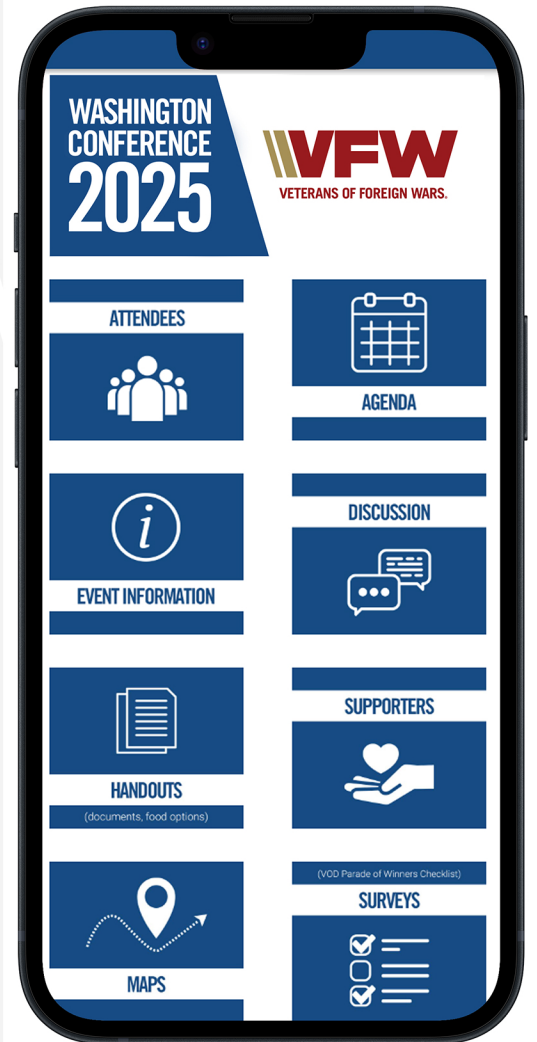 WASHINGTON
CONFERENCE
2025
VFW
VETERANS OF FOREIGN WARS.
ATTENDEES
AGENDA
i
EVENT INFORMATION
DISCUSSION
HANDOUTS
(documents, food options)
SUPPORTERS
MAPS
(VOD Parade of Winners Checklist)
SURVEYS